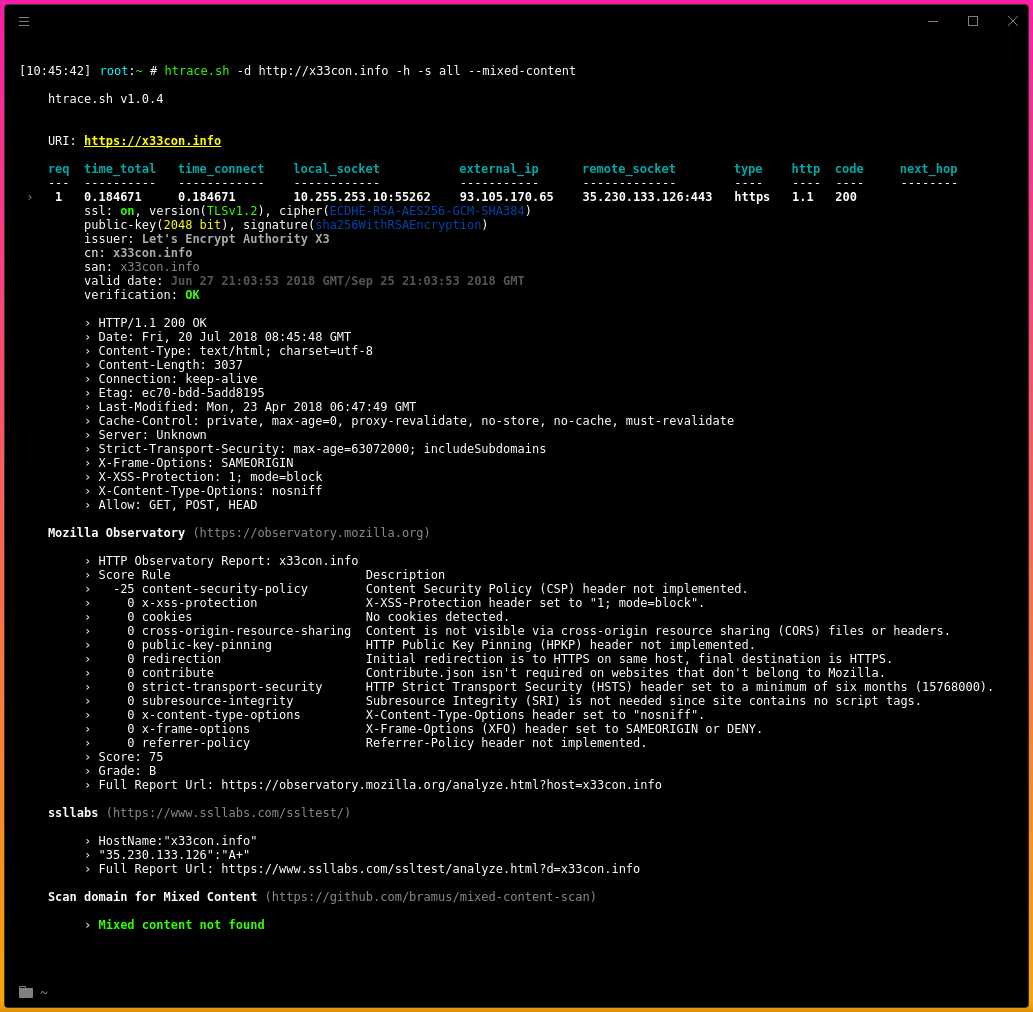 [10:45:42] root:~ # htrace.sh -d http://x33con.info -h -s all --mixed-content
htrace.sh v1.0.4
URI: https://x33con.info
req time_total time_connect local_socket external_ip remote_socket type http code next_hop
--- ---------- ------------ ------------ ----------- ------------- ---- ---- ---- --------
› 1 0.184671 0.184671 10.255.253.10:55262 93.105.170.65 35.230.133.126:443 https 1.1 200
ssl: on, version(TLSv1.2), cipher(ECDHE-RSA-AES256-GCM-SHA384)
public-key(2048 bit), signature(sha256WithRSAEncryption)
issuer: Let's Encrypt Authority X3
cn: x33con.info
san: x33con.info
valid date: Jun 27 21:03:53 2018 GMT/Sep 25 21:03:53 2018 GMT
verification: OK
› HTTP/1.1 200 OK
› Date: Fri, 20 Jul 2018 08:45:48 GMT
› Content-Type: text/html; charset=utf-8
› Content-Length: 3037
› Connection: keep-alive
› Etag: ec70-bdd-5add8195
› Last-Modified: Mon, 23 Apr 2018 06:47:49 GMT
› Cache-Control: private, max-age=0, proxy-revalidate, no-store, no-cache, must-revalidate
› Server: Unknown
› Strict-Transport-Security: max-age=63072000; includeSubdomains
› X-Frame-Options: SAMEORIGIN
› X-XSS-Protection: 1; mode=block
› X-Content-Type-Options: nosniff
› Allow: GET, POST, HEAD
Mozilla Observatory (https://observatory.mozilla.org)
› HTTP Observatory Report: x33con.info
› Score Rule Description
› -25 content-security-policy Content Security Policy (CSP) header not implemented.
› 0 x-xss-protection X-XSS-Protection header set to "1; mode=block".
› 0 cookies No cookies detected.
› 0 cross-origin-resource-sharing Content is not visible via cross-origin resource sharing (CORS) files or headers.
› 0 public-key-pinning HTTP Public Key Pinning (HPKP) header not implemented.
› 0 redirection Initial redirection is to HTTPS on same host, final destination is HTTPS.
› 0 contribute Contribute.json isn't required on websites that don't belong to Mozilla.
› 0 strict-transport-security HTTP Strict Transport Security (HSTS) header set to a minimum of six months (15768000).
› 0 subresource-integrity Subresource Integrity (SRI) is not needed since site contains no script tags.
› 0 x-content-type-options X-Content-Type-Options header set to "nosniff".
› 0 x-frame-options X-Frame-Options (XFO) header set to SAMEORIGIN or DENY.
› 0 referrer-policy Referrer-Policy header not implemented.
› Score: 75
› Grade: B
› Full Report Url: https://observatory.mozilla.org/analyze.html?host=x33con.info
ssllabs (https://www.ssllabs.com/ssltest/)
› HostName:"x33con.info"
› "35.230.133.126":"A+"
› Full Report Url: https://www.ssllabs.com/ssltest/analyze.html?d=x33con.info
Scan domain for Mixed Content (https://github.com/bramus/mixed-content-scan)
› Mixed content not found
~